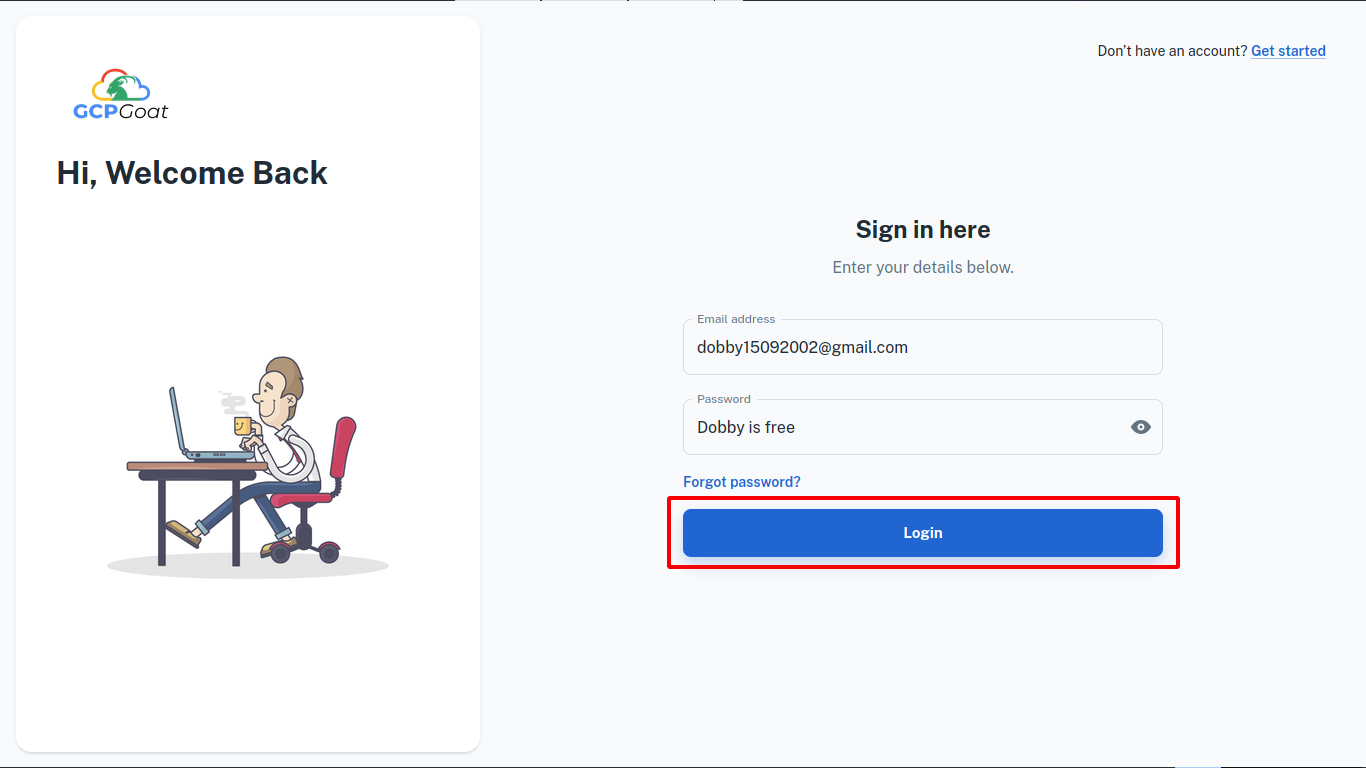 GCPGoat
Hi, Welcome Back
Don't have an account? Get started
Sign in here
Enter your details below.
Email address
dobby15092002@gmail.com
Password
Dobby is free
Forgot password?
Login